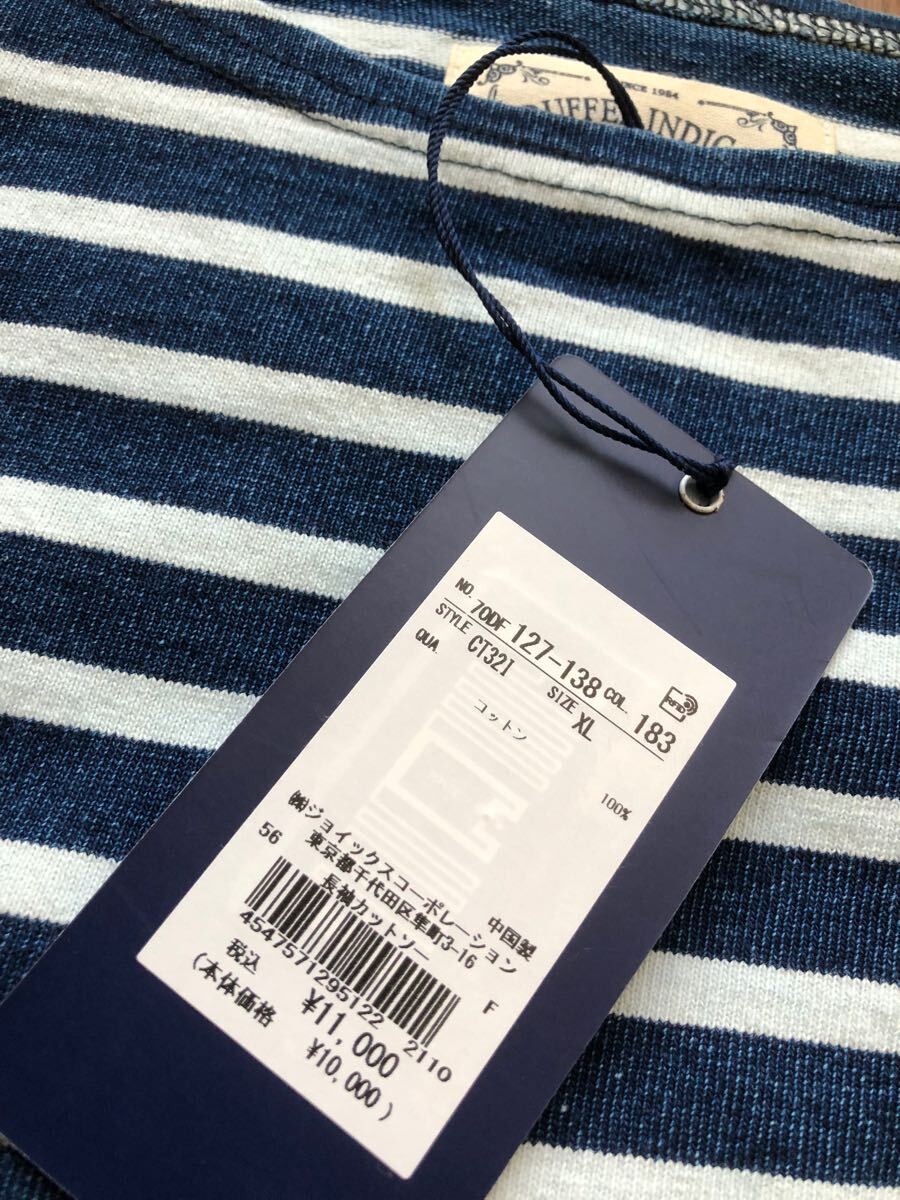 SINCE 1984
NO. 70DF 127-138 COL. 183
STYLE CT32I SIZE XL
RFID
QUA.
コットン 100%
中国製
㈱ジョイックスコーポレーション
東京都千代田区隼町3-16
56 長袖カットソー F
4547571295122 2110
税込 ¥11,000
(本体価格 ¥10,000)